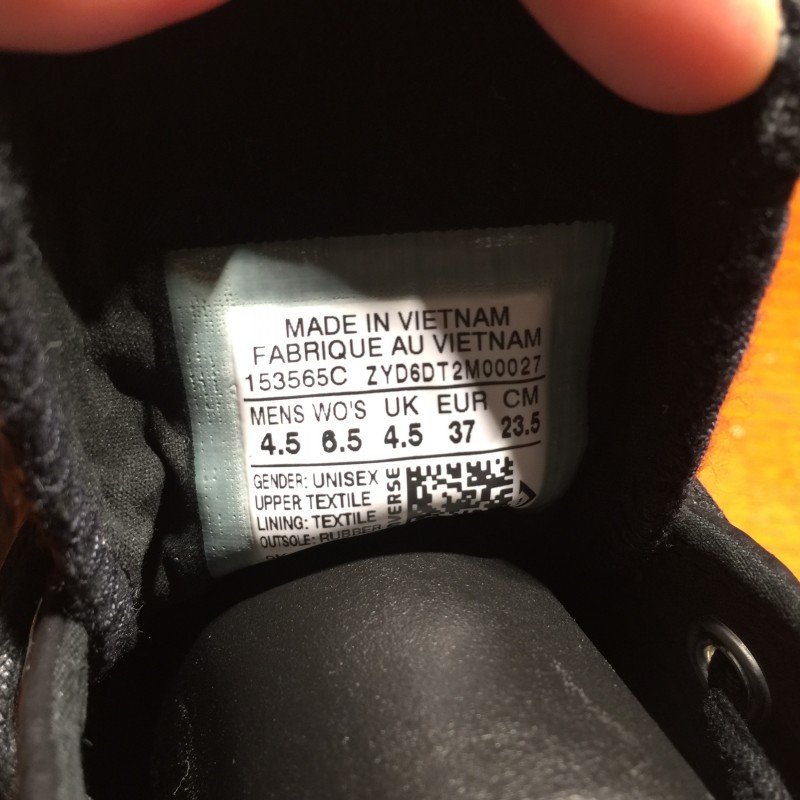 MADE IN VIETNAM
FABRIQUE AU VIETNAM
153565C ZYD6DT2M00027
MENS WO'S UK EUR CM
4.5 6.5 4.5 37 23.5
GENDER: UNISEX
UPPER TEXTILE
LINING: TEXTILE
OUTSOLE: RUBBER
VERSE